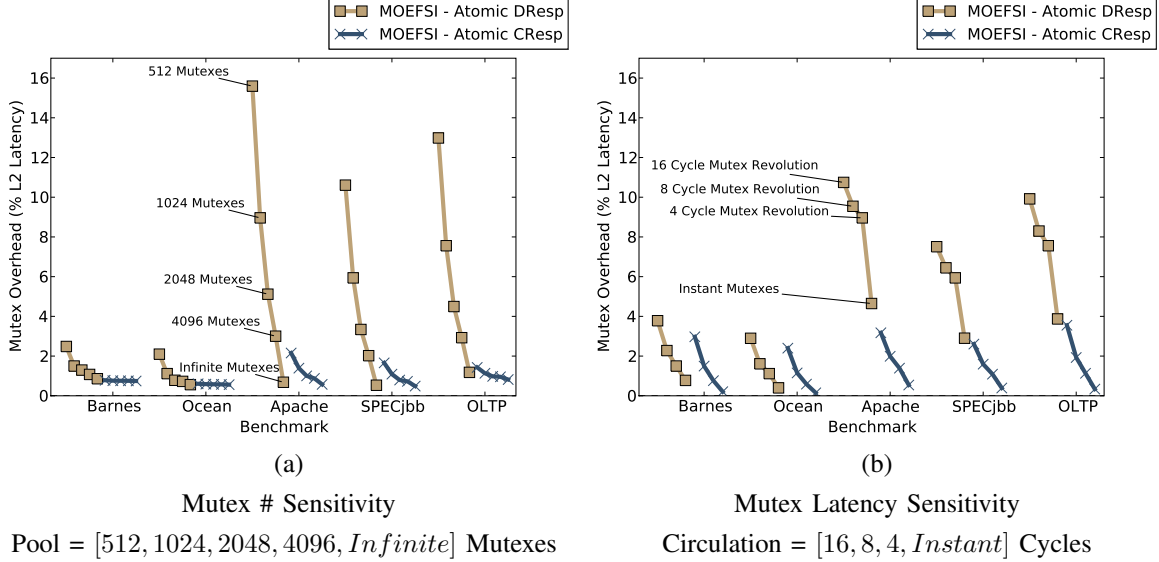 MOEFSI - Atomic DResp
MOEFSI - Atomic CResp
Mutex Overhead (% L2 Latency)
16
14
12
10
8
6
4
2
0
512 Mutexes
1024 Mutexes
2048 Mutexes
4096 Mutexes
Infinite Mutexes
Barnes Ocean Apache SPECjbb OLTP
Benchmark
(a)
Mutex # Sensitivity
Pool = [512, 1024, 2048, 4096, Infinite] Mutexes
MOEFSI - Atomic DResp
MOEFSI - Atomic CResp
Mutex Overhead (% L2 Latency)
16
14
12
10
8
6
4
2
0
16 Cycle Mutex Revolution
8 Cycle Mutex Revolution
4 Cycle Mutex Revolution
Instant Mutexes
Barnes Ocean Apache SPECjbb OLTP
Benchmark
(b)
Mutex Latency Sensitivity
Circulation = [16, 8, 4, Instant] Cycles